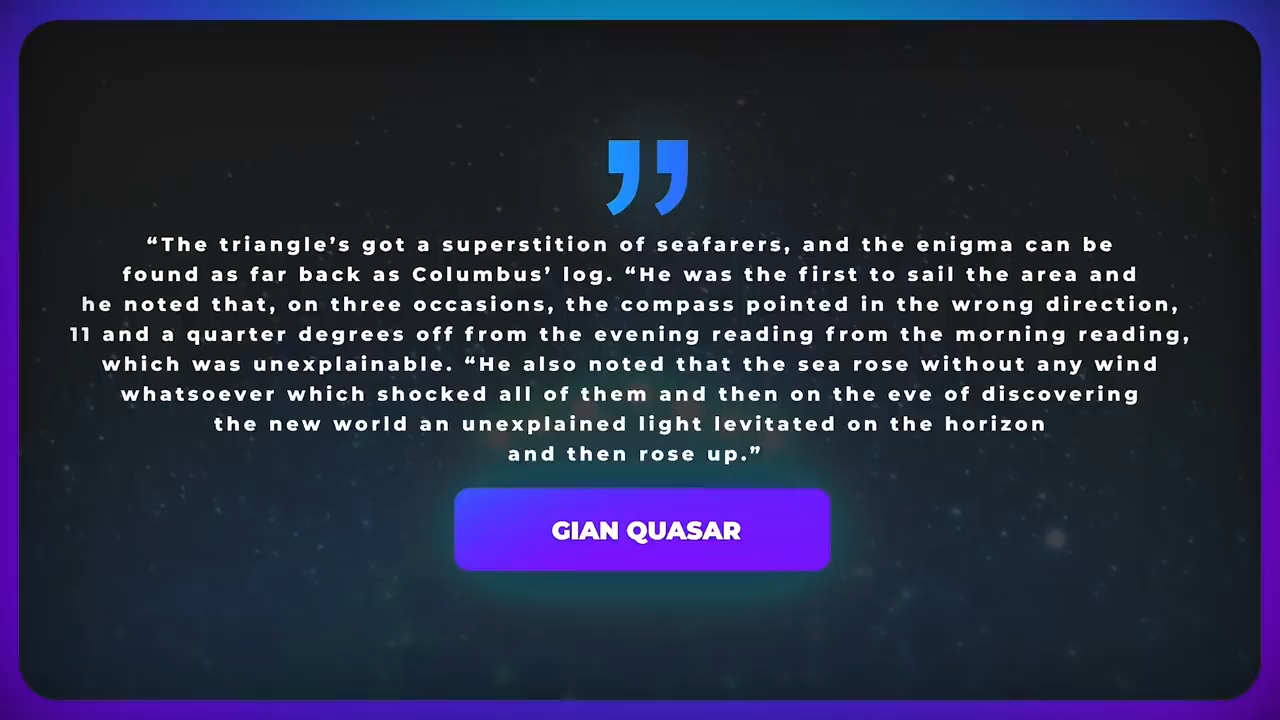 “The triangle’s got a superstition of seafarers, and the enigma can be
found as far back as Columbus’ log. “He was the first to sail the area and
he noted that, on three occasions, the compass pointed in the wrong direction,
11 and a quarter degrees off from the evening reading from the morning reading,
which was unexplainable. “He also noted that the sea rose without any wind
whatsoever which shocked all of them and then on the eve of discovering
the new world an unexplained light levitated on the horizon
and then rose up.”
GIAN QUASAR